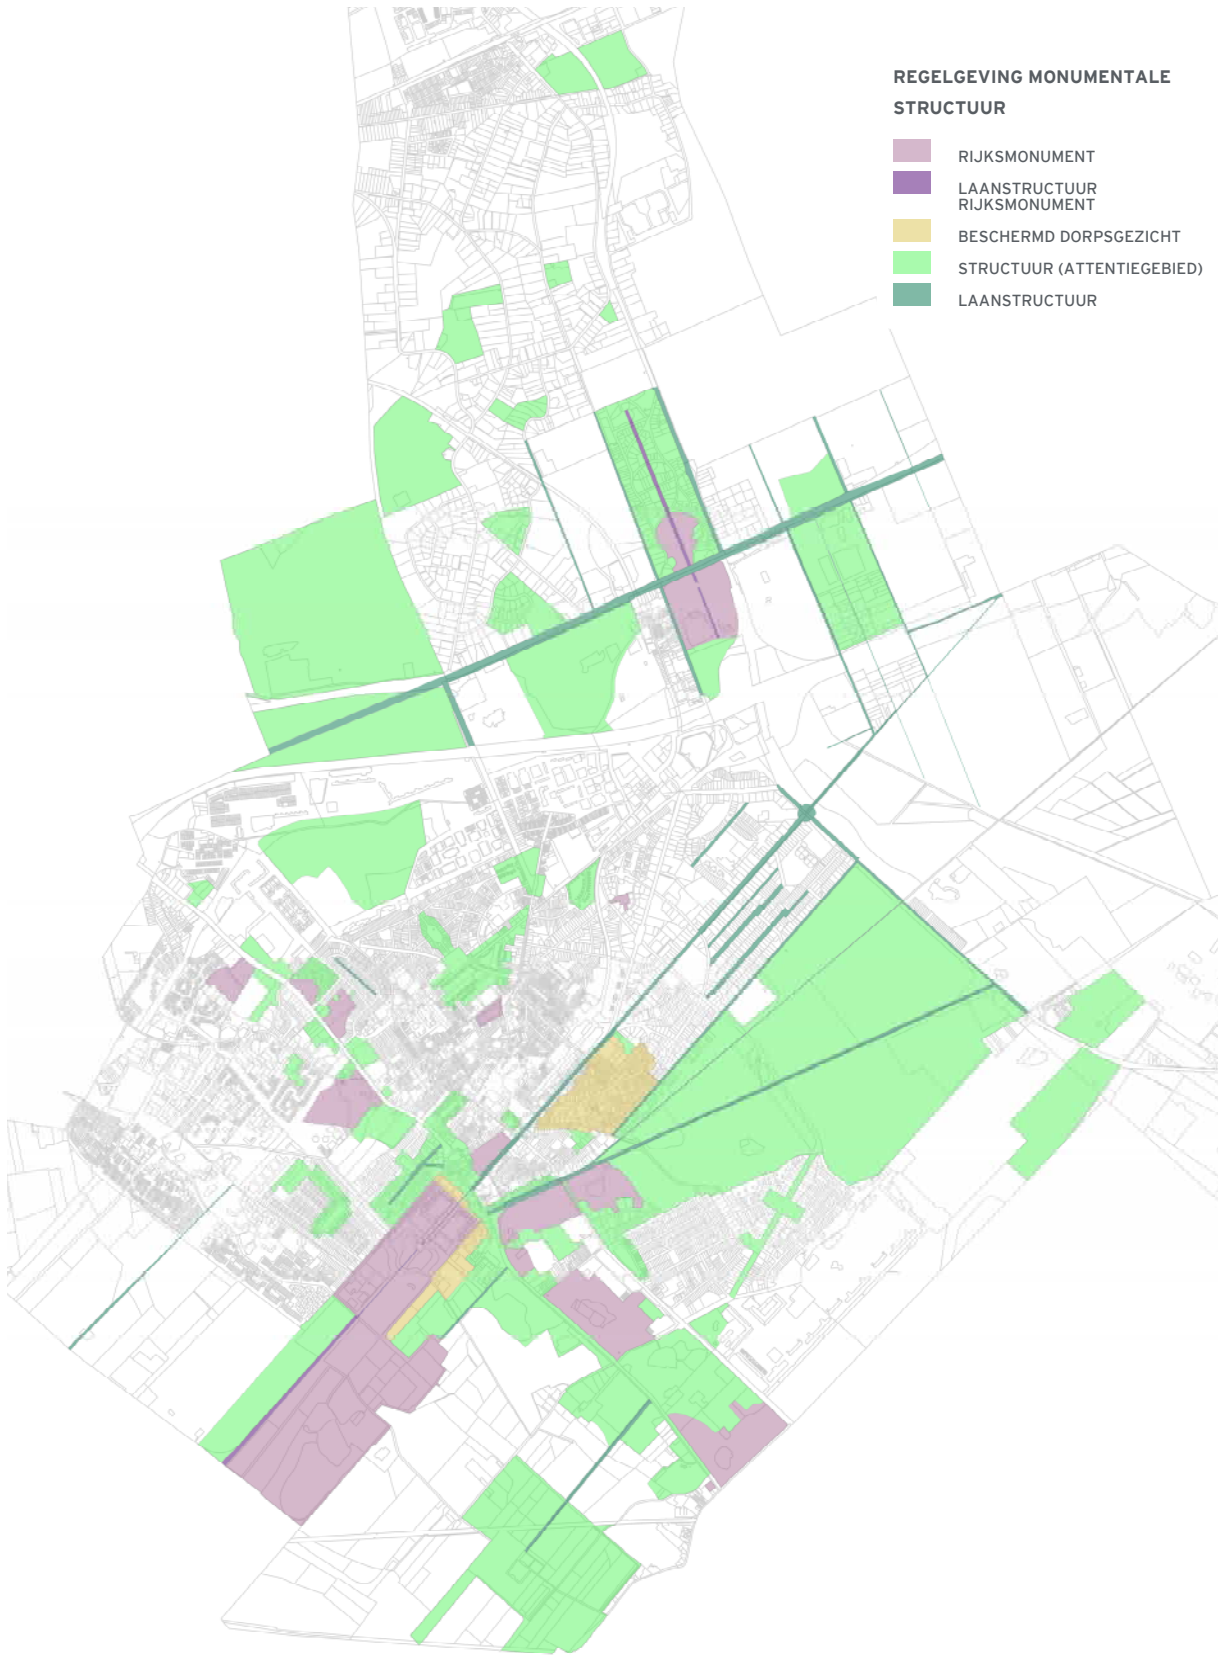 REGELGEVING MONUMENTALE
STRUCTUUR
RIJKSMONUMENT
LAANSTRUCTUUR
RIJKSMONUMENT
BESCHERMD DORPSGEZICHT
STRUCTUUR (ATTENTIEGEBIED)
LAANSTRUCTUUR